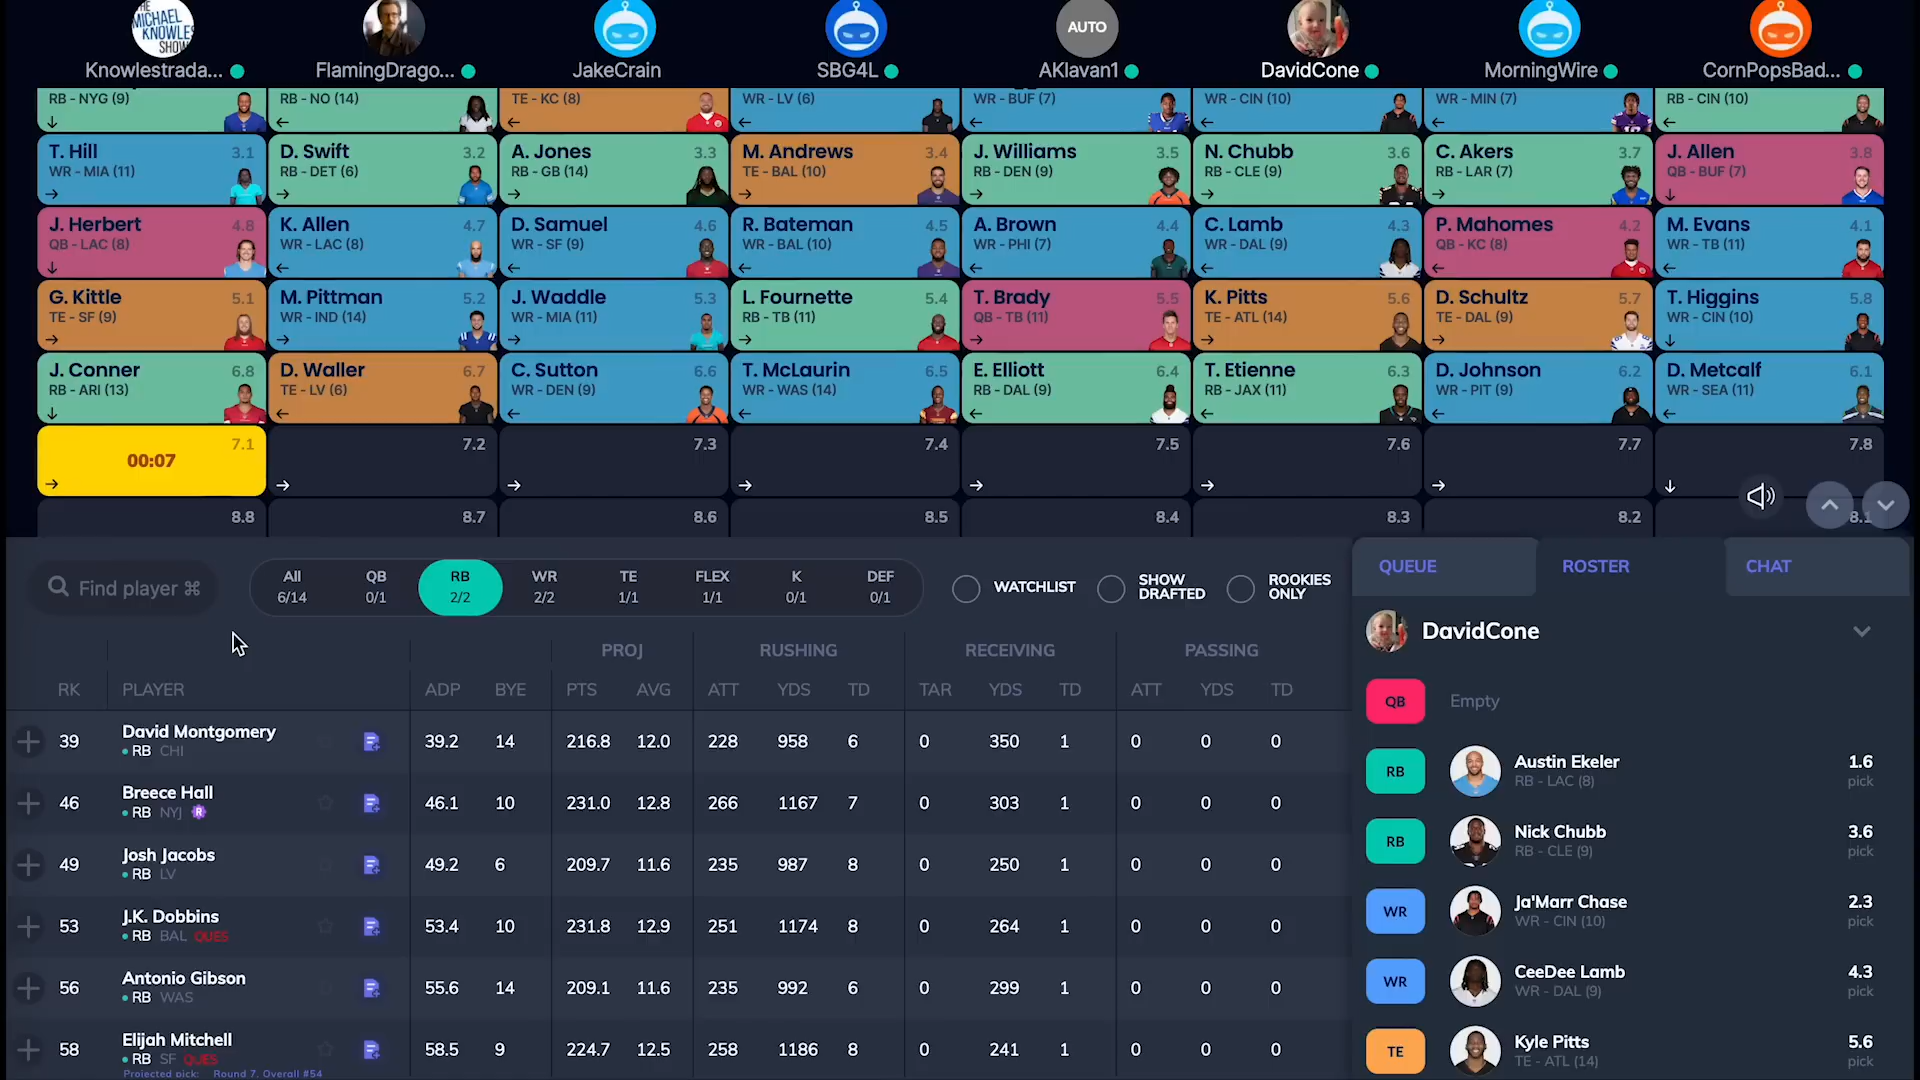 THE
MICHAEL
KNOWLES
SHOW
AUTO
Knowlestrada...
FlamingDrago...
JakeCrain
SBG4L
AKlavan1
DavidCone
MorningWire
CornPopsBad...
RB - NYG (9)
RB - NO (14)
TE - KC (8)
WR - LV (6)
WR - BUF (7)
WR - CIN (10)
WR - MIN (7)
RB - CIN (10)
T. Hill 3.1
WR - MIA (11)
D. Swift 3.2
RB - DET (6)
A. Jones 3.3
RB - GB (14)
M. Andrews 3.4
TE - BAL (10)
J. Williams 3.5
RB - DEN (9)
N. Chubb 3.6
RB - CLE (9)
C. Akers 3.7
RB - LAR (7)
J. Allen 3.8
QB - BUF (7)
J. Herbert 4.8
QB - LAC (8)
K. Allen 4.7
WR - LAC (8)
D. Samuel 4.6
WR - SF (9)
R. Bateman 4.5
WR - BAL (10)
A. Brown 4.4
WR - PHI (7)
C. Lamb 4.3
WR - DAL (9)
P. Mahomes 4.2
QB - KC (8)
M. Evans 4.1
WR - TB (11)
G. Kittle 5.1
TE - SF (9)
M. Pittman 5.2
WR - IND (14)
J. Waddle 5.3
WR - MIA (11)
L. Fournette 5.4
RB - TB (11)
T. Brady 5.5
QB - TB (11)
K. Pitts 5.6
TE - ATL (14)
D. Schultz 5.7
TE - DAL (9)
T. Higgins 5.8
WR - CIN (10)
J. Conner 6.8
RB - ARI (13)
D. Waller 6.7
TE - LV (6)
C. Sutton 6.6
WR - DEN (9)
T. McLaurin 6.5
WR - WAS (14)
E. Elliott 6.4
RB - DAL (9)
T. Etienne 6.3
RB - JAX (11)
D. Johnson 6.2
WR - PIT (9)
D. Metcalf 6.1
WR - SEA (11)
7.1
00:07
7.2
7.3
7.4
7.5
7.6
7.7
7.8
8.8 8.7 8.6 8.5 8.4 8.3 8.2 8.1
Find player ⌘
All QB RB WR TE FLEX K DEF
6/14 0/1 2/2 2/2 1/1 1/1 0/1 0/1
WATCHLIST
SHOW
DRAFTED
ROOKIES
ONLY
PROJ RUSHING RECEIVING PASSING
RK PLAYER ADP BYE PTS AVG ATT YDS TD TAR YDS TD ATT YDS TD
39 David Montgomery 39.2 14 216.8 12.0 228 958 6 0 350 1 0 0 0
RB CHI
46 Breece Hall 46.1 10 231.0 12.8 266 1167 7 0 303 1 0 0 0
RB NYJ R
49 Josh Jacobs 49.2 6 209.7 11.6 235 987 8 0 250 1 0 0 0
RB LV
53 J.K. Dobbins 53.4 10 231.8 12.9 251 1174 8 0 264 1 0 0 0
RB BAL QUES
56 Antonio Gibson 55.6 14 209.1 11.6 235 992 6 0 299 1 0 0 0
RB WAS
58 Elijah Mitchell 58.5 9 224.7 12.5 258 1186 8 0 241 1 0 0 0
RB SF QUES
Projected pick: Round 7, Overall #54
QUEUE
ROSTER
CHAT
DavidCone
QB Empty
RB Austin Ekeler 1.6
RB - LAC (8) pick
RB Nick Chubb 3.6
RB - CLE (9) pick
WR Ja'Marr Chase 2.3
WR - CIN (10) pick
WR CeeDee Lamb 4.3
WR - DAL (9) pick
TE Kyle Pitts 5.6
TE - ATL (14) pick